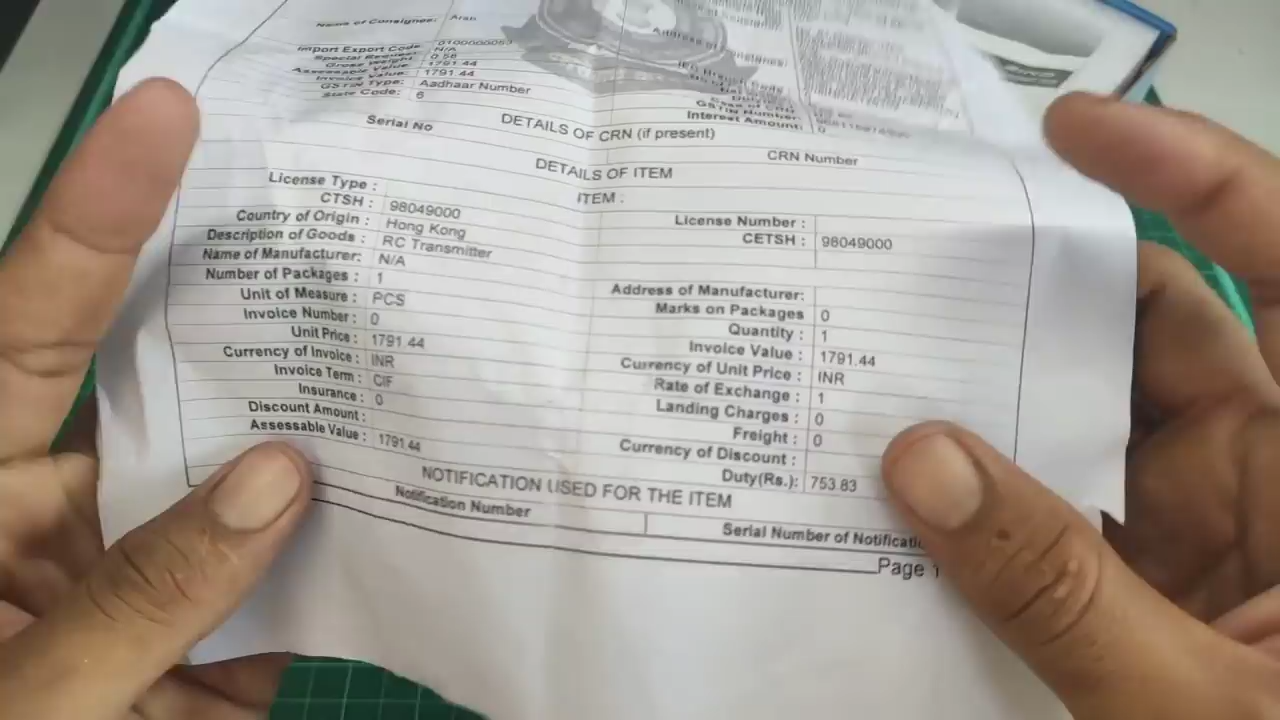 Name of Consignee: Arab
Import Export Code
Special Request N/A
Gross Weight: 0.58
Assessable Value: 1791.44
Invoice Value: 1791.44
GSTIN Type: Aadhaar Number
State Code: 6
GSTIN Number:
Interest Amount: 0
DETAILS OF CRN (if present)
Serial No
CRN Number
DETAILS OF ITEM
ITEM :
License Type :
License Number :
CTSH : 98049000
CETSH : 98049000
Country of Origin : Hong Kong
Description of Goods : RC Transmitter
Name of Manufacturer: N/A
Address of Manufacturer:
Number of Packages : 1
Marks on Packages 0
Unit of Measure : PCS
Quantity : 1
Invoice Number : 0
Invoice Value : 1791.44
Unit Price : 1791.44
Currency of Unit Price : INR
Currency of Invoice : INR
Rate of Exchange : 1
Invoice Term : CIF
Landing Charges : 0
Insurance : 0
Freight : 0
Discount Amount :
Currency of Discount :
Assessable Value : 1791.44
Duty(Rs.): 753.83
NOTIFICATION USED FOR THE ITEM
Notification Number
Serial Number of
Page 1